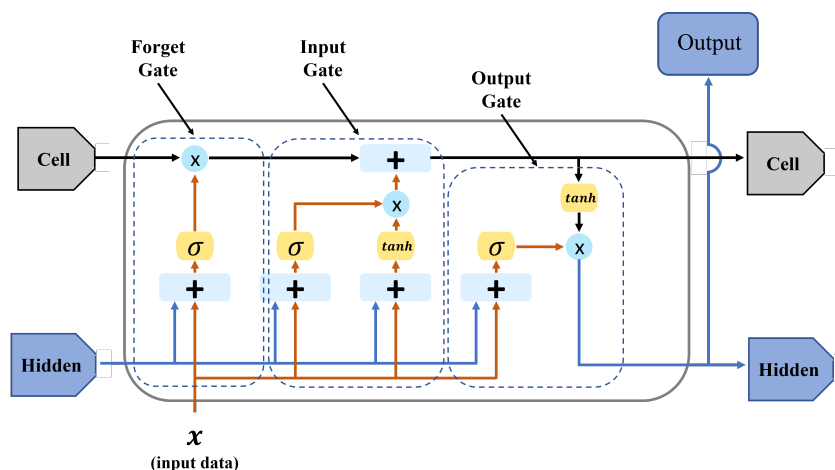 Forget
Gate
Input
Gate
Output
Gate
Output
Cell
x
+
Cell
x
tanh
σ
σ
tanh
σ
x
+
+
+
+
Hidden
Hidden
x
(input data)